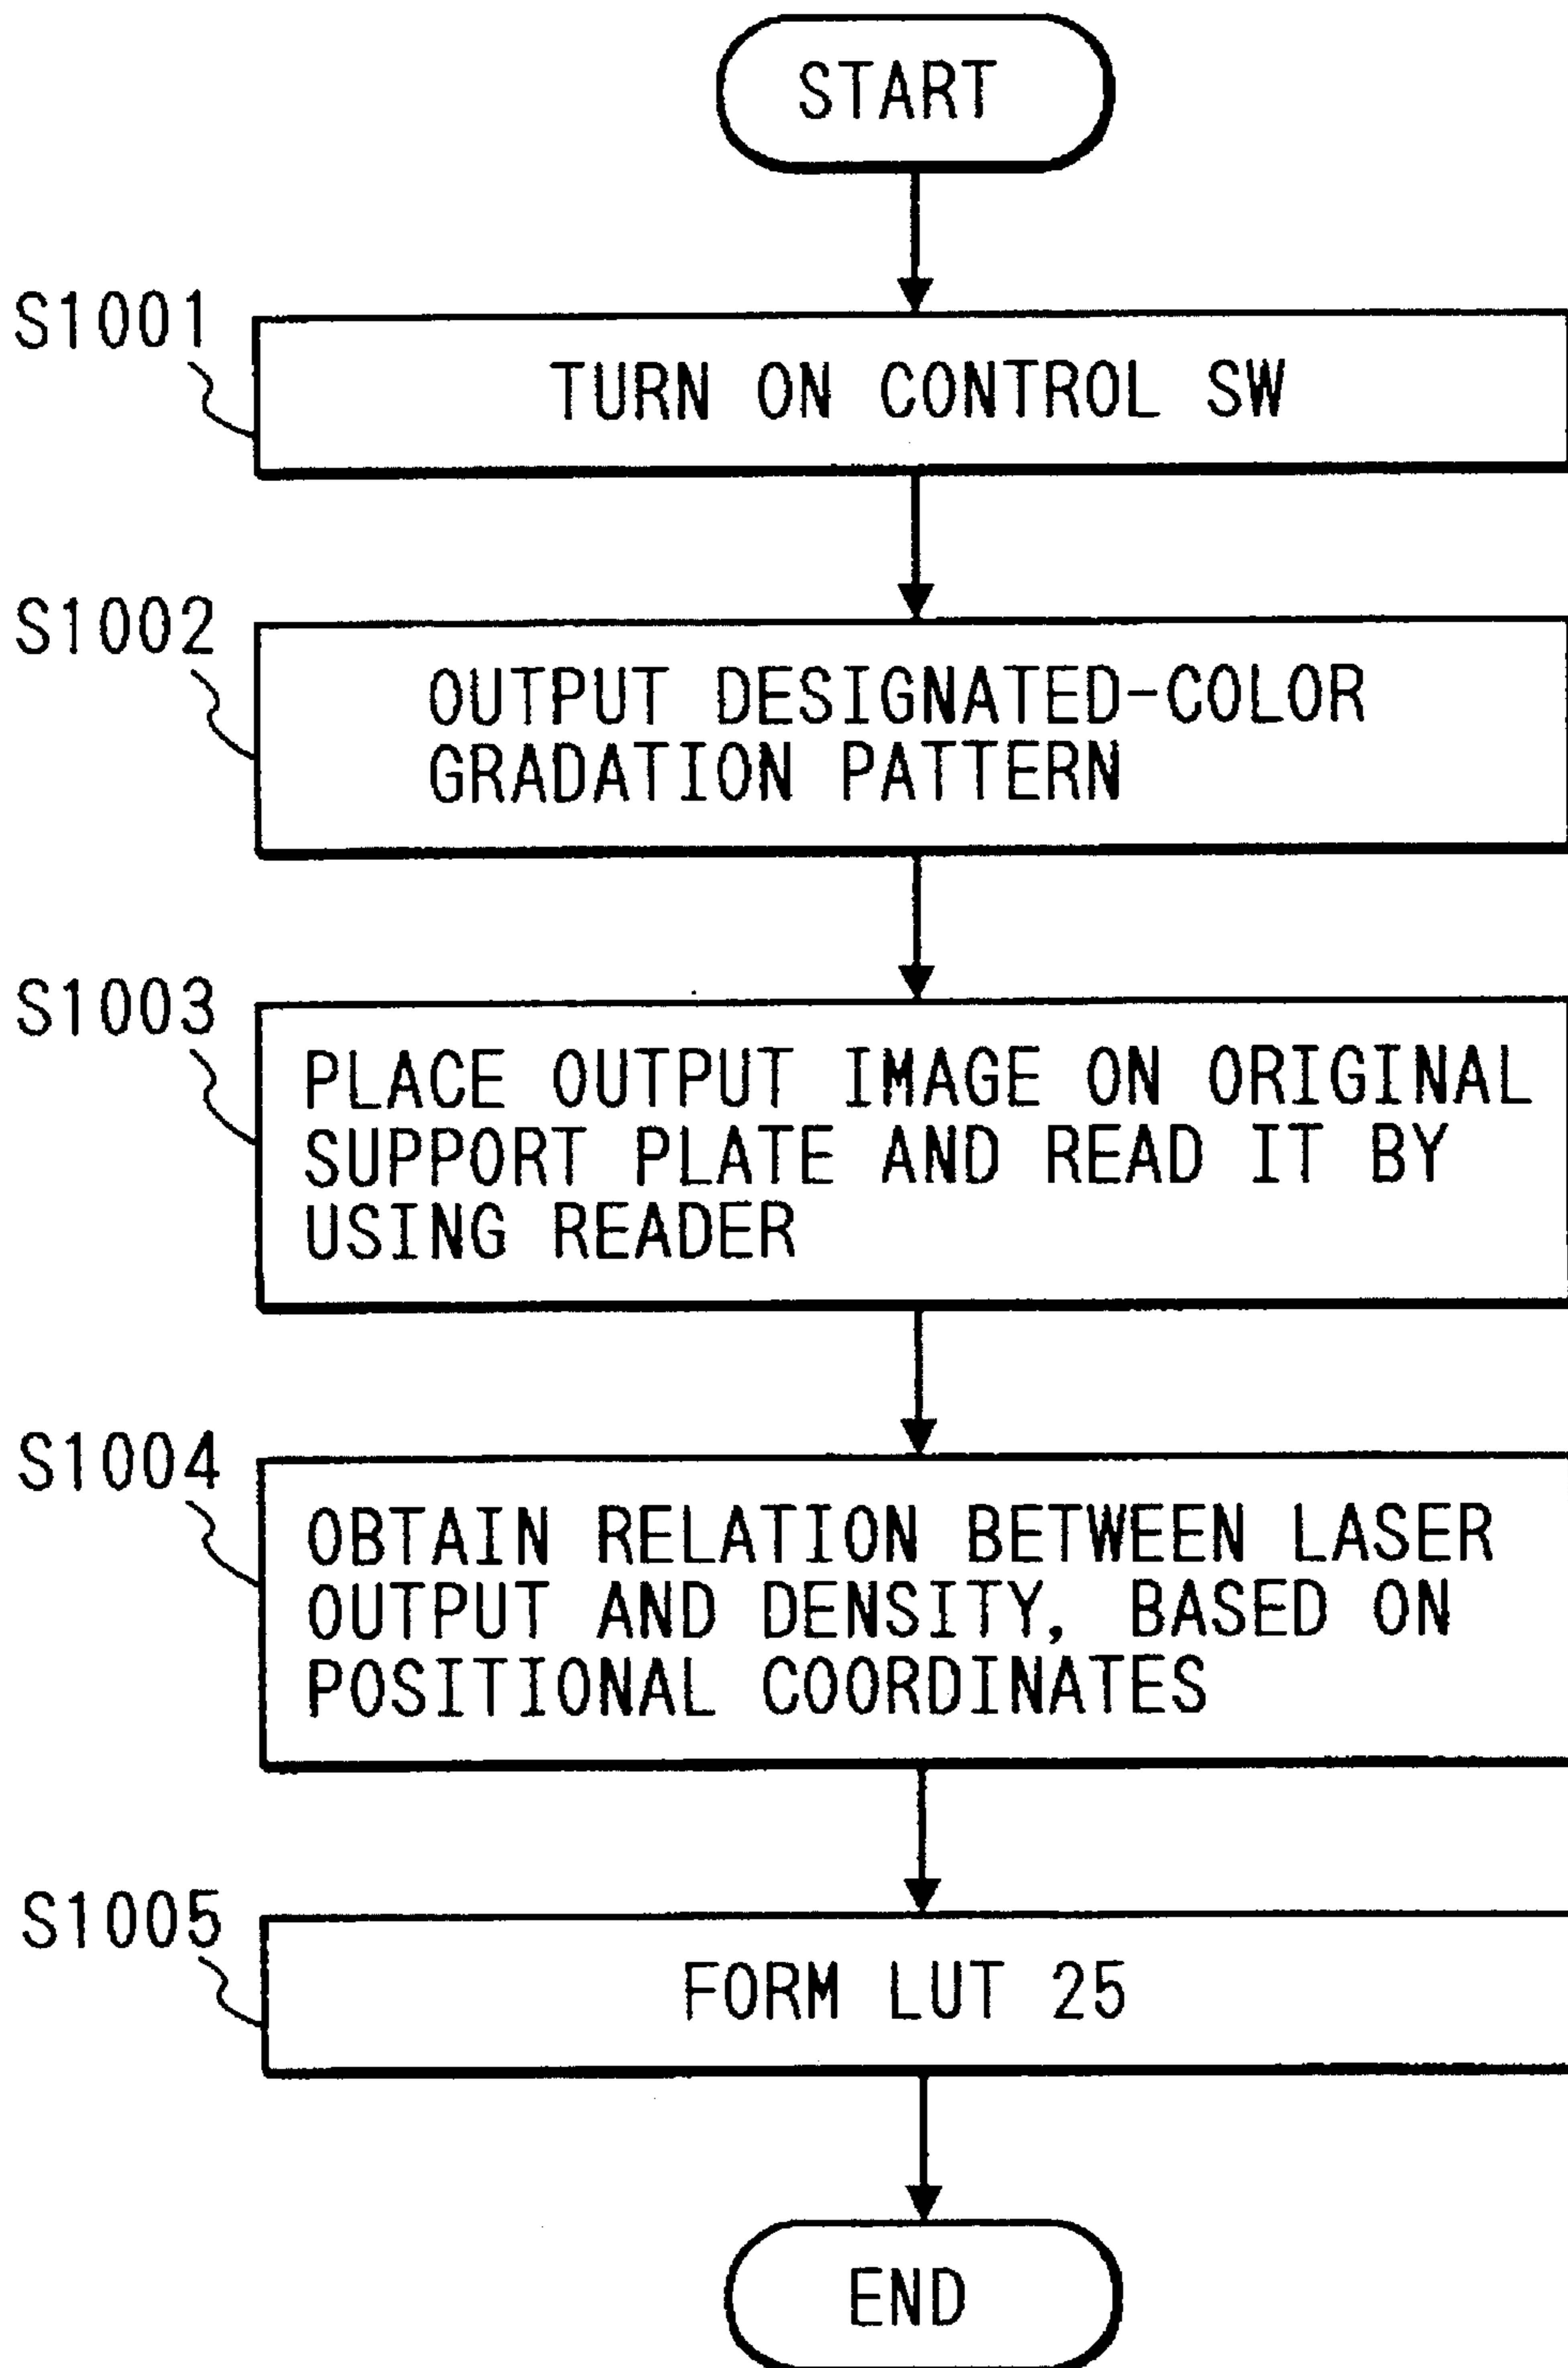 START
S1001
TURN ON CONTROL SW
S1002
OUTPUT DESIGNATED-COLOR
GRADATION PATTERN
S1003
PLACE OUTPUT IMAGE ON ORIGINAL
SUPPORT PLATE AND READ IT BY
USING READER
S1004
OBTAIN RELATION BETWEEN LASER
OUTPUT AND DENSITY, BASED ON
POSITIONAL COORDINATES
S1005
FORM LUT 25
END